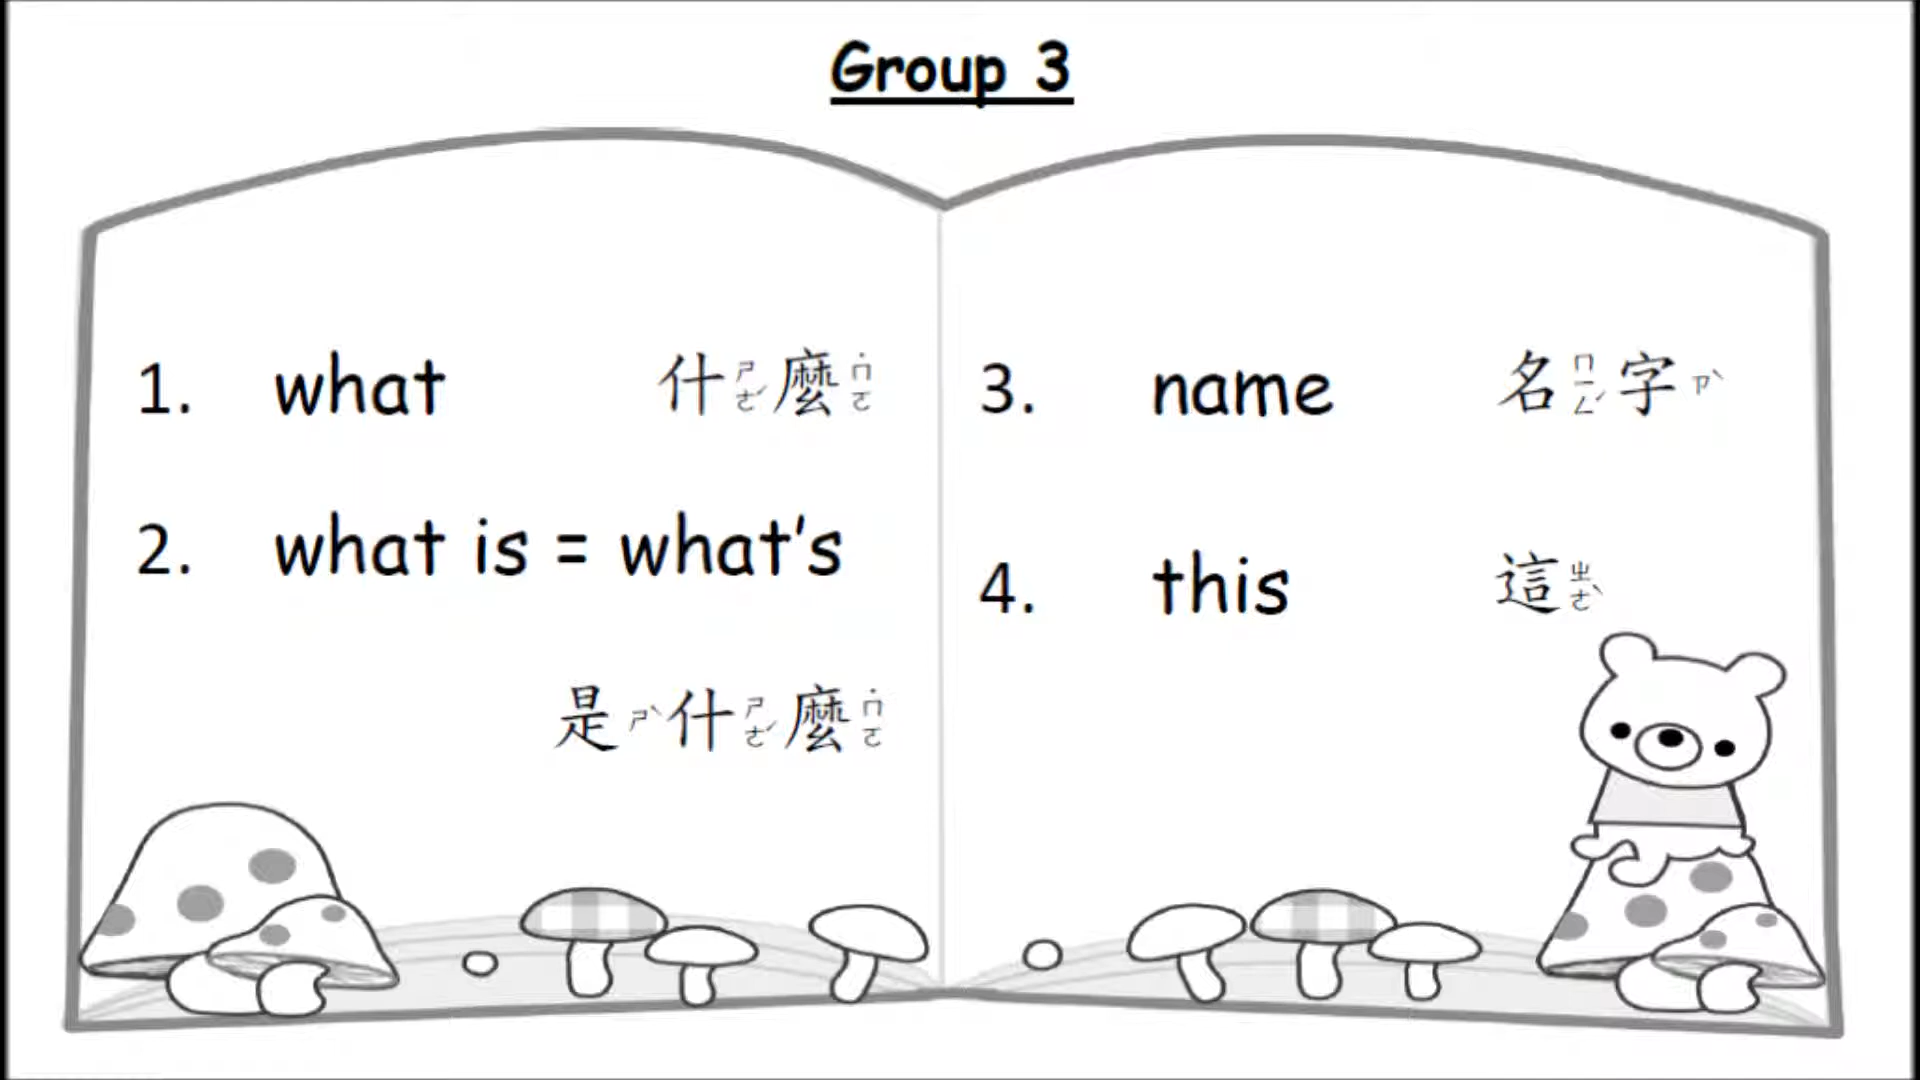 Group 3
1. what 什ㄕㄜˊ麼ㄇㄜ˙
2. what is = what's
是ㄕˋ什ㄕㄜˊ麼ㄇㄜ˙
3. name 名ㄇㄧㄥˊ字ㄗˋ
4. this 這ㄓㄜˋ